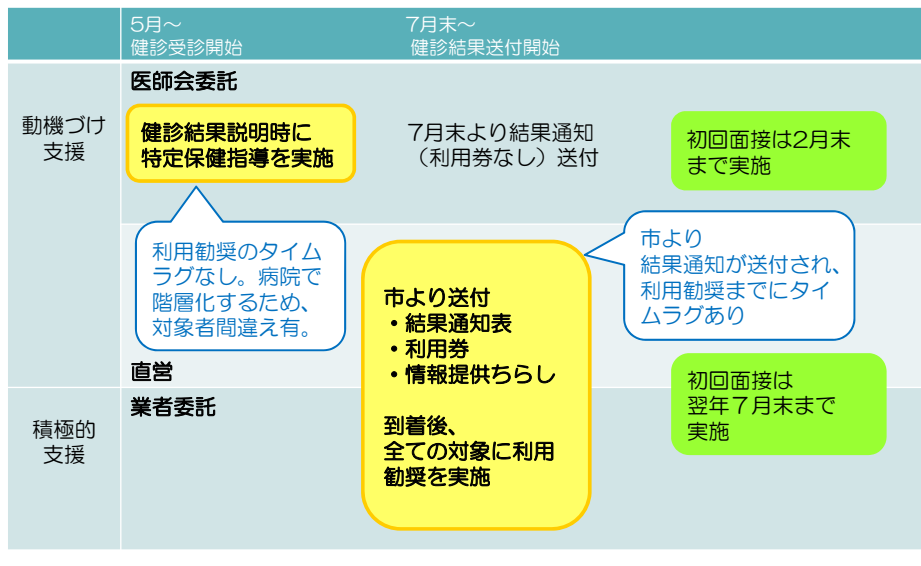 5月～
健診受診開始
7月末～
健診結果送付開始
動機づけ
支援
医師会委託
健診結果説明時に
特定保健指導を実施
7月末より結果通知
（利用券なし）送付
初回面接は2月末
まで実施
利用勧奨のタイム
ラグなし。病院で
階層化するため、
対象者間違え有。
市より
結果通知が送付され、
利用勧奨までにタイ
ムラグあり
直営
市より送付
・結果通知表
・利用券
・情報提供ちらし
到着後、
全ての対象に利用
勧奨を実施
初回面接は
翌年７月末まで
実施
積極的
支援
業者委託